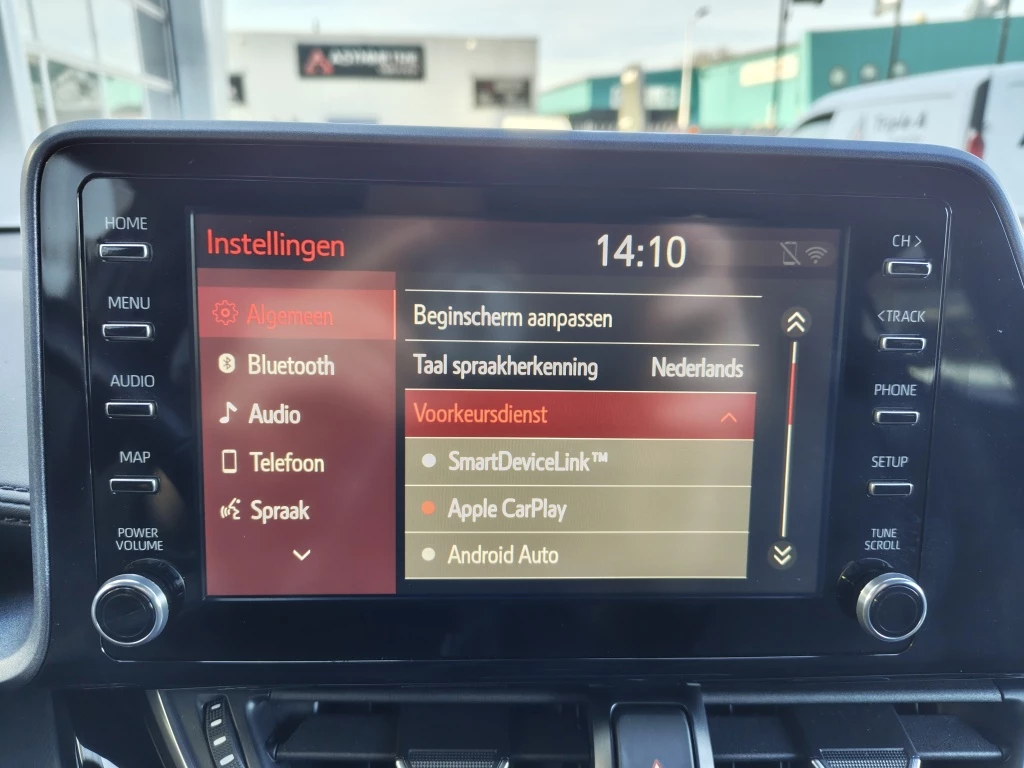 Triple A
HOME
MENU
AUDIO
MAP
POWER
VOLUME
Instellingen
14:10
Algemeen
Bluetooth
Audio
Telefoon
Spraak
Beginscherm aanpassen
Taal spraakherkenning Nederlands
Voorkeursdienst
SmartDeviceLink™
Apple CarPlay
Android Auto
CH >
<TRACK
PHONE
SETUP
TUNE
SCROLL